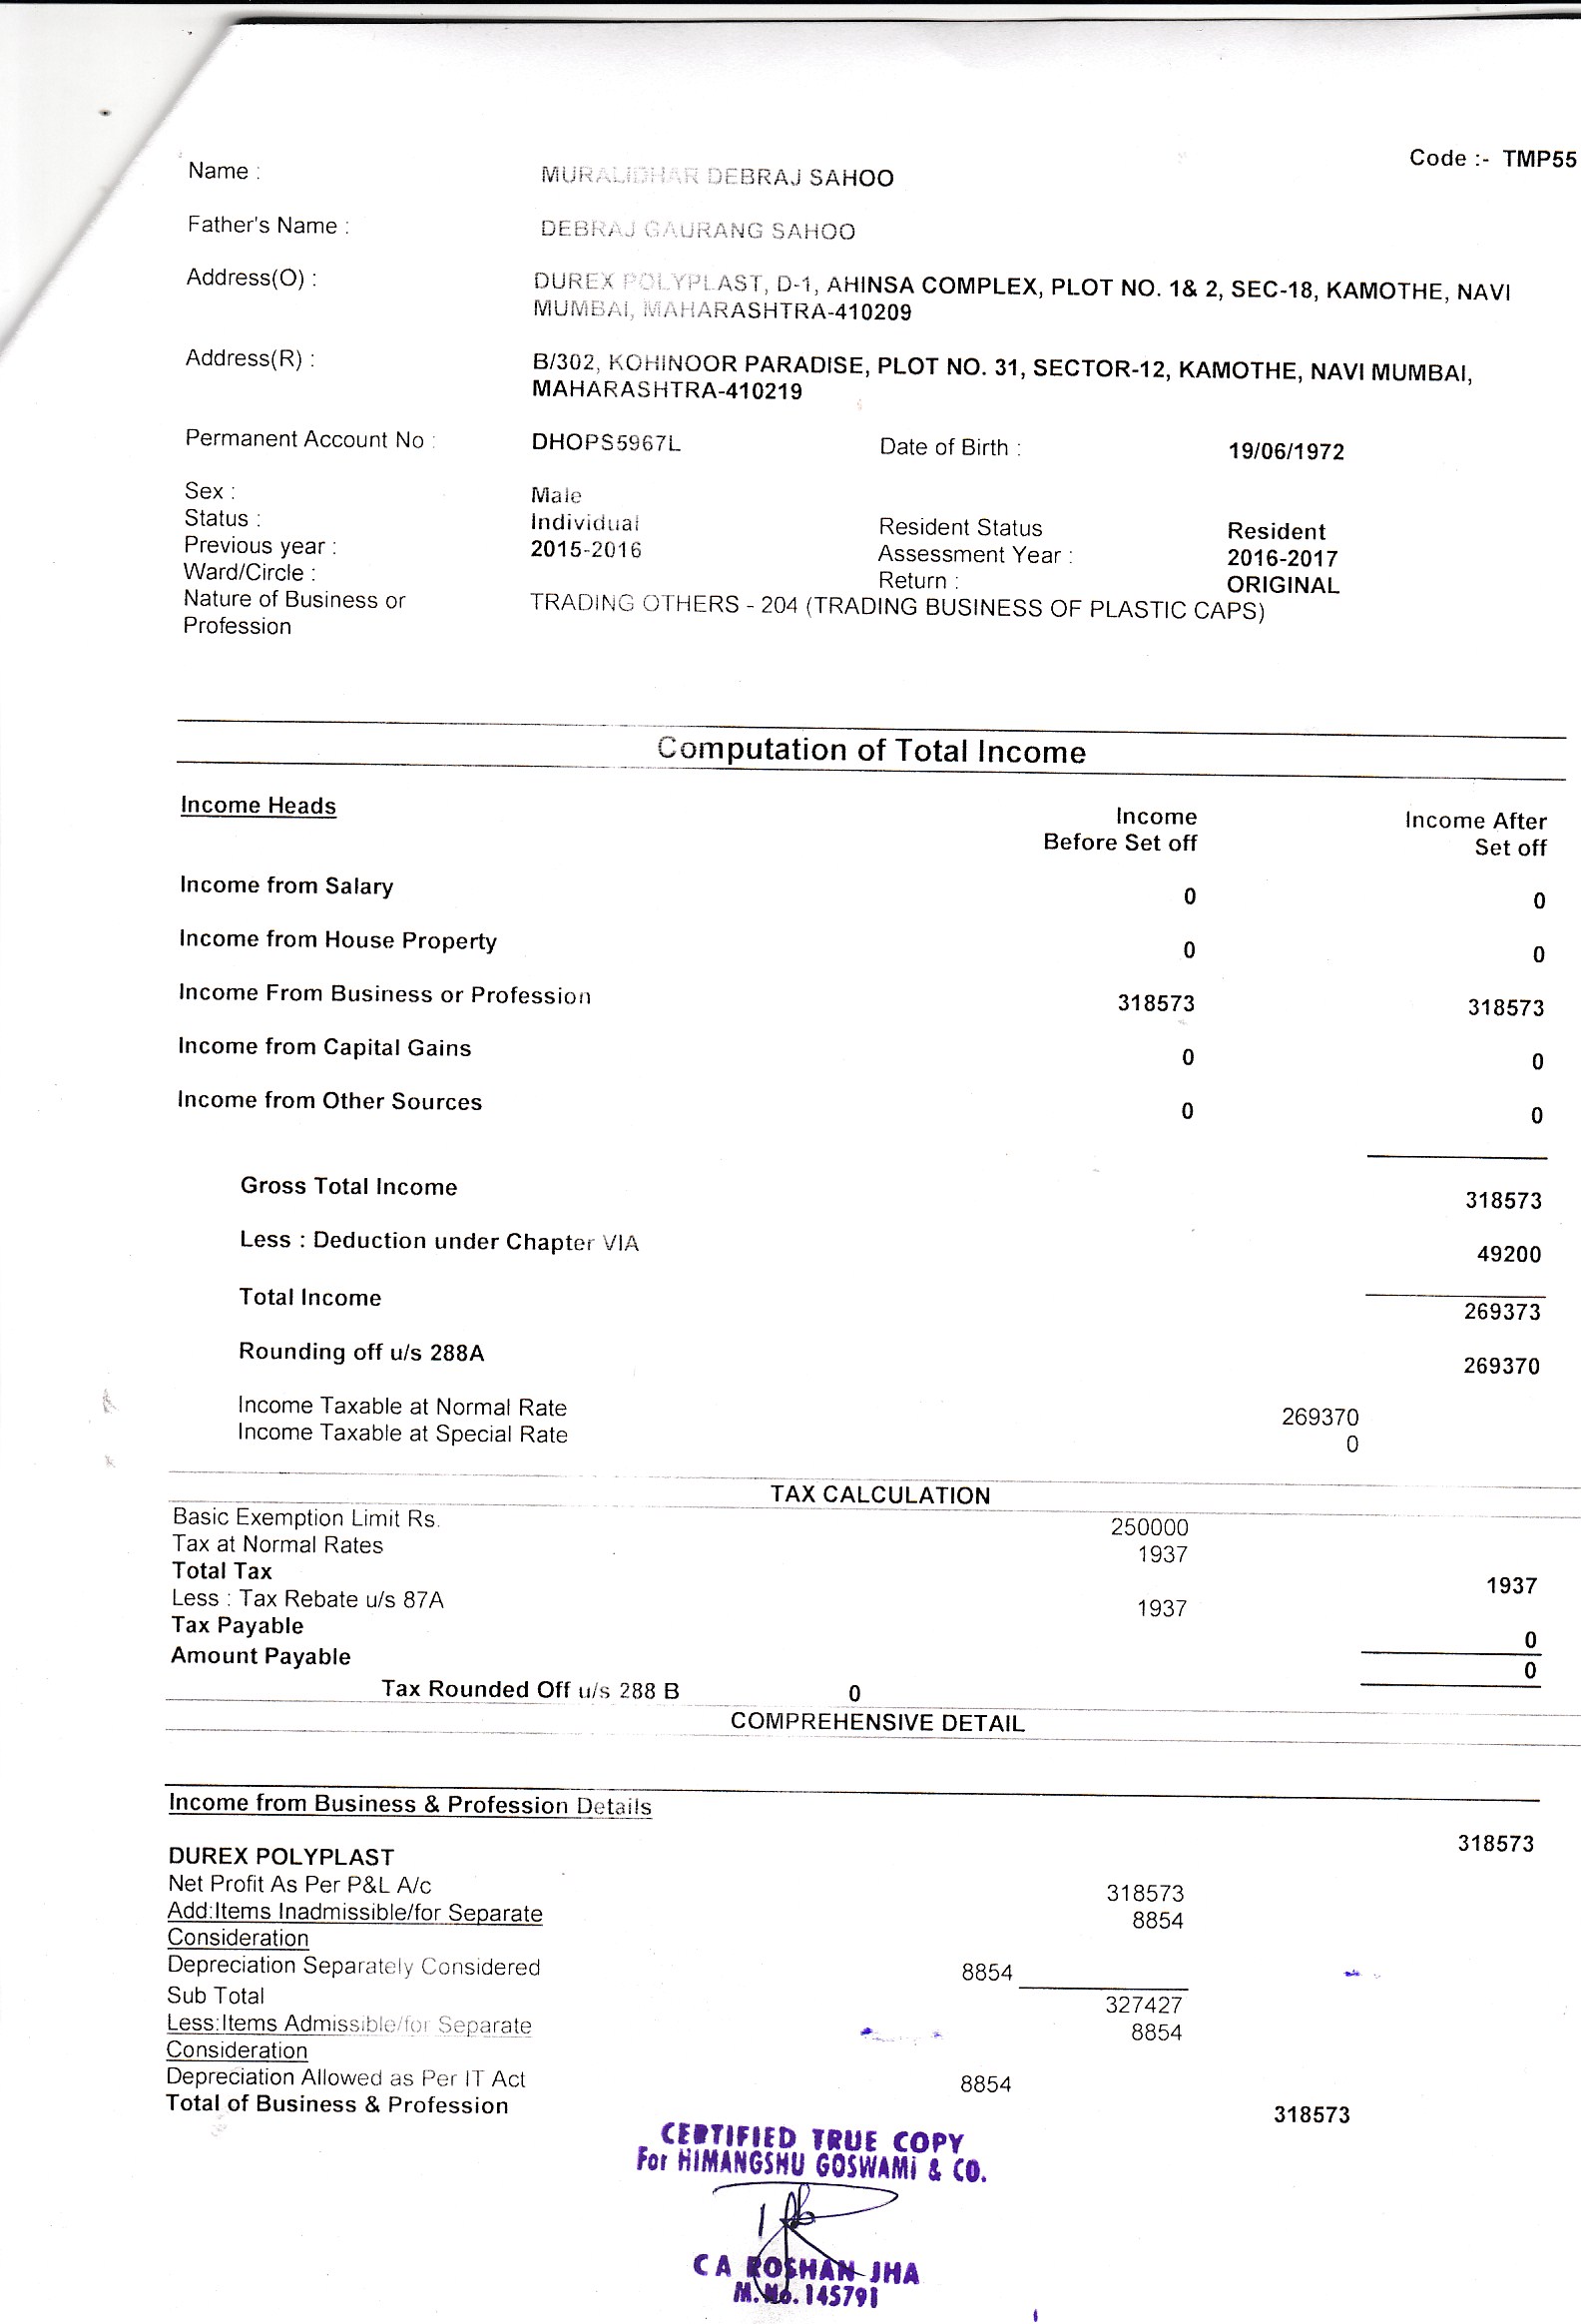 Code :- TMP55
Name : MURALIDHAR DEBRAJ SAHOO
Father's Name : DEBRAJ GAURANG SAHOO
Address(O) : DUREX POLYPLAST, D-1, AHINSA COMPLEX, PLOT NO. 1& 2, SEC-18, KAMOTHE, NAVI
MUMBAI, MAHARASHTRA-410209
Address(R) : B/302, KOHINOOR PARADISE, PLOT NO. 31, SECTOR-12, KAMOTHE, NAVI MUMBAI,
MAHARASHTRA-410219
Permanent Account No : DHOPS5967L Date of Birth : 19/06/1972
Sex : Male
Status : Individual Resident Status Resident
Previous year : 2015-2016 Assessment Year : 2016-2017
Ward/Circle : Return : ORIGINAL
Nature of Business or TRADING OTHERS - 204 (TRADING BUSINESS OF PLASTIC CAPS)
Profession
Computation of Total Income
Income Heads Income Income After
Before Set off Set off
Income from Salary 0 0
Income from House Property 0 0
Income From Business or Profession 318573 318573
Income from Capital Gains 0 0
Income from Other Sources 0 0
Gross Total Income 318573
Less : Deduction under Chapter VIA 49200
Total Income 269373
Rounding off u/s 288A 269370
Income Taxable at Normal Rate 269370
Income Taxable at Special Rate 0
TAX CALCULATION
Basic Exemption Limit Rs. 250000
Tax at Normal Rates 1937
Total Tax 1937
Less : Tax Rebate u/s 87A 1937
Tax Payable 0
Amount Payable 0
Tax Rounded Off u/s 288 B 0
COMPREHENSIVE DETAIL
Income from Business & Profession Details
318573
DUREX POLYPLAST
Net Profit As Per P&L A/c 318573
Add:Items Inadmissible/for Separate 8854
Consideration
Depreciation Separately Considered 8854
Sub Total 327427
Less:Items Admissible/for Separate 8854
Consideration
Depreciation Allowed as Per IT Act 8854
Total of Business & Profession 318573
CERTIFIED TRUE COPY
For HIMANGSHU GOSWAMI & CO.
CA ROSHAN JHA
M.No. 145791